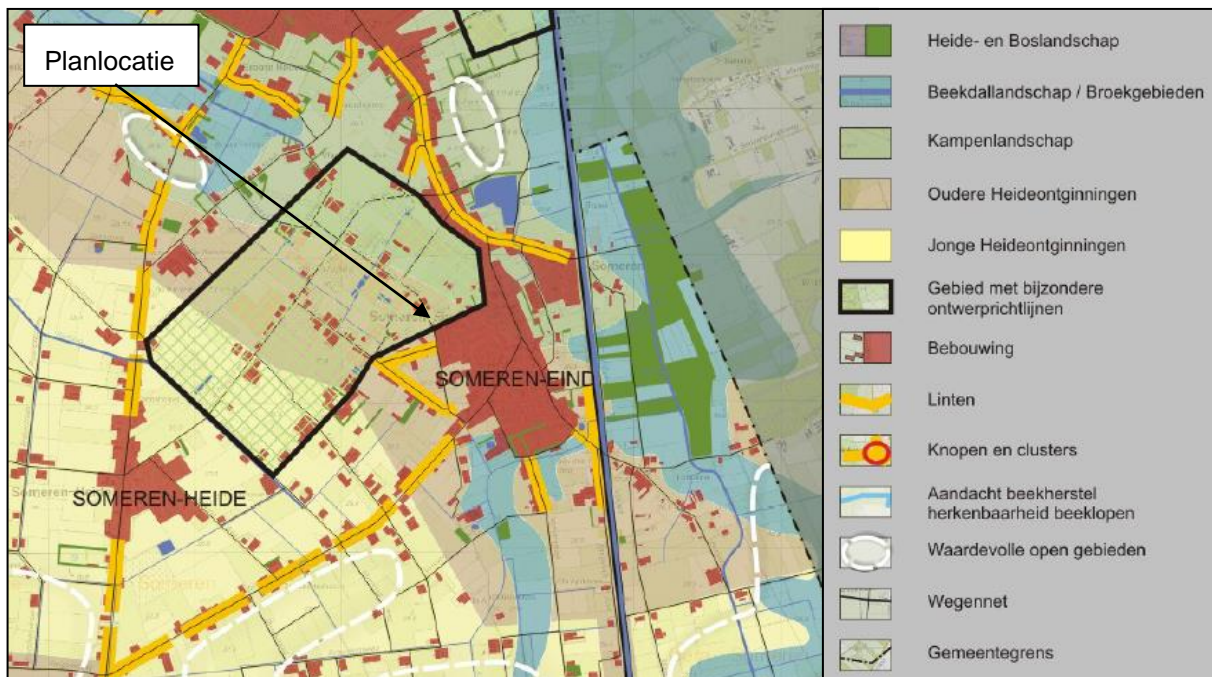 Planlocatie
SOMEREN-EIND
SOMEREN-HEIDE
Someren
Heide- en Boslandschap
Beekdallandschap / Broekgebieden
Kampenlandschap
Oudere Heideontginningen
Jonge Heideontginningen
Gebied met bijzondere
ontwerprichtlijnen
Bebouwing
Linten
Knopen en clusters
Aandacht beekherstel
herkenbaarheid beeklopen
Waardevolle open gebieden
Wegennet
Gemeentegrens